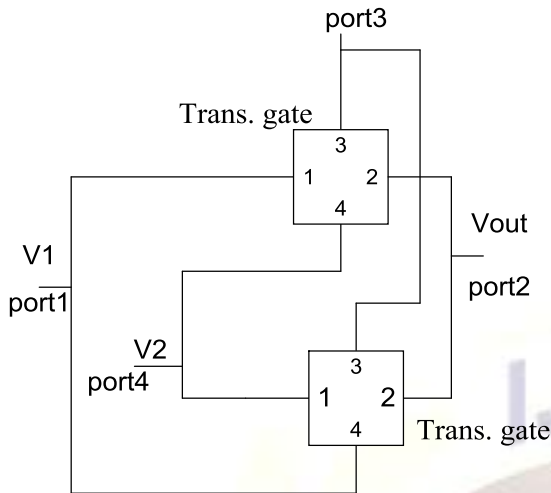 port3
Trans. gate
3
1 2
4
V1
port1
Vout
port2
V2
port4
3
1 2
4
Trans. gate